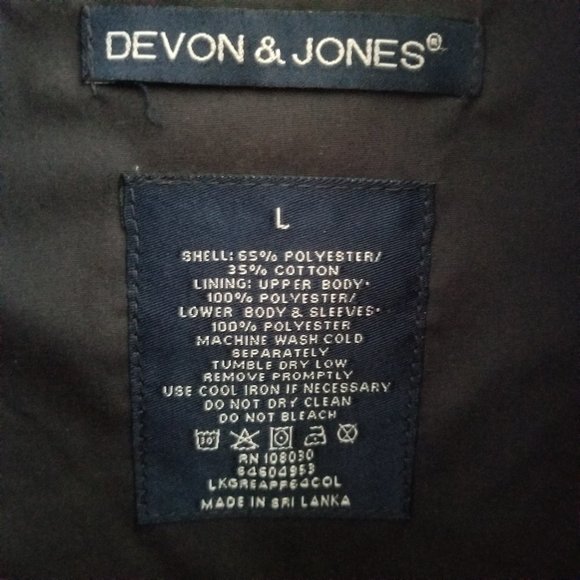 DEVON & JONES®
L
SHELL: 65% POLYESTER/
35% COTTON
LINING: UPPER BODY-
100% POLYESTER/
LOWER BODY & SLEEVES-
100% POLYESTER
MACHINE WASH COLD
SEPARATELY
TUMBLE DRY LOW
REMOVE PROMPTLY
USE COOL IRON IF NECESSARY
DO NOT DRY CLEAN
DO NOT BLEACH
30°
RN 108030
LKGREAPP64COL
MADE IN SRI LANKA